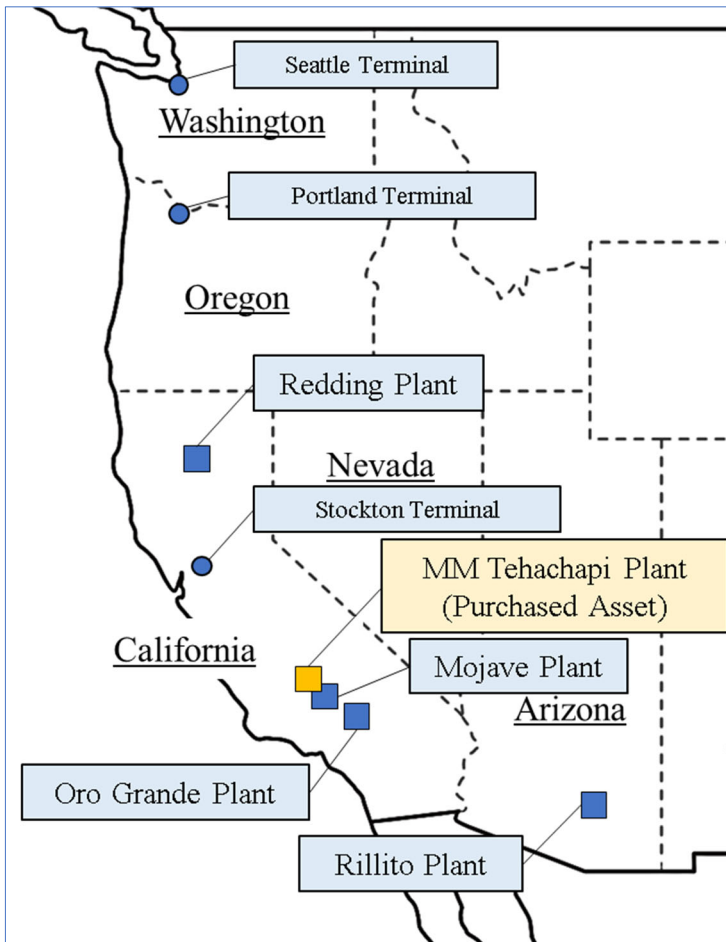 Seattle Terminal
Washington
Portland Terminal
Oregon
Redding Plant
Nevada
Stockton Terminal
MM Tehachapi Plant
(Purchased Asset)
California
Mojave Plant
Arizona
Oro Grande Plant
Rillito Plant